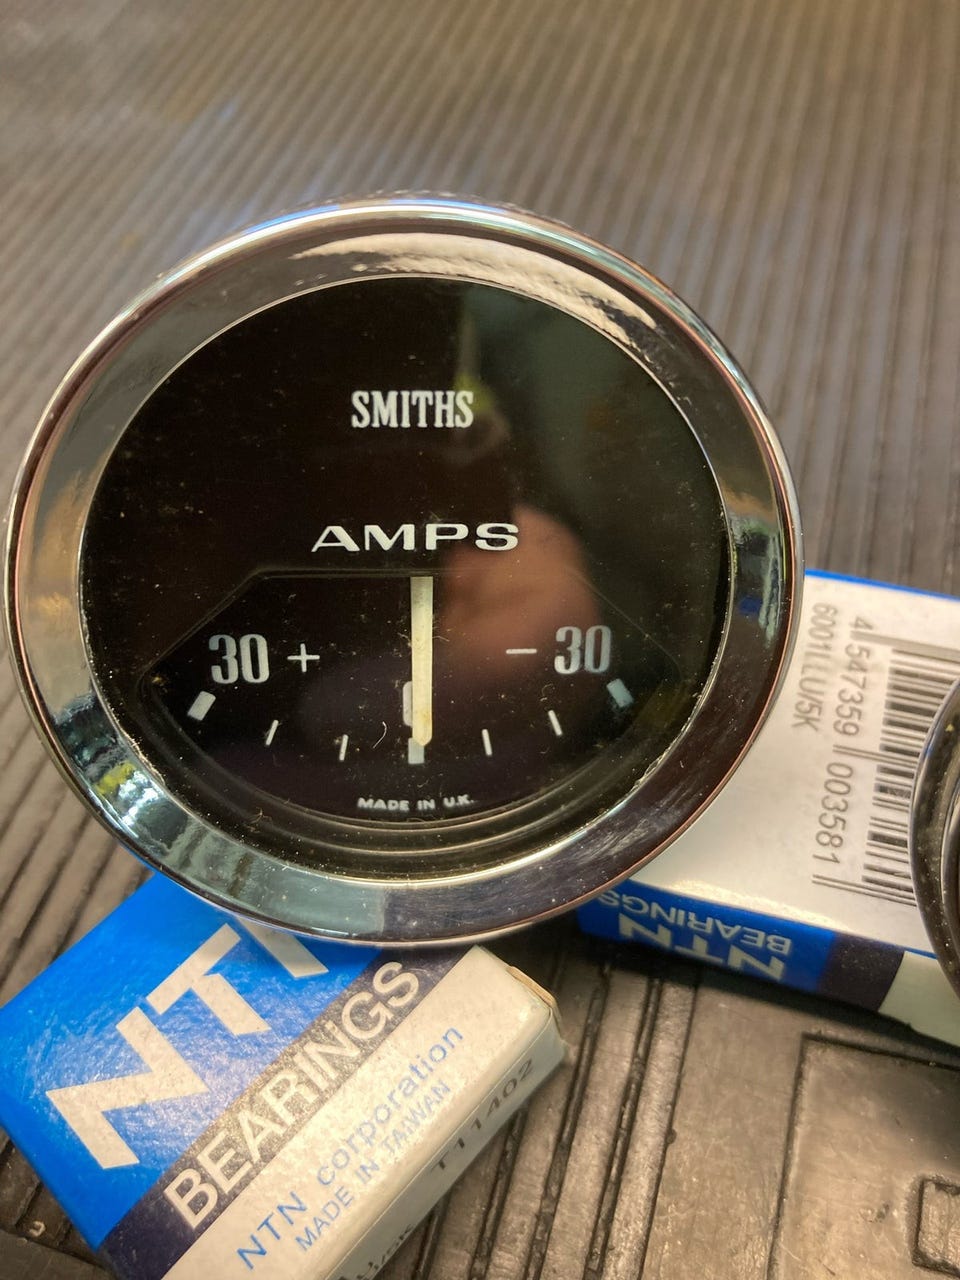 SMITHS
AMPS
30 + - 30
MADE IN U.K.
4 547359 003581
6001LLU/5K
NTN
BEARINGS
NTN
BEARINGS
NTN corporation
MADE IN TAIWAN
T11402